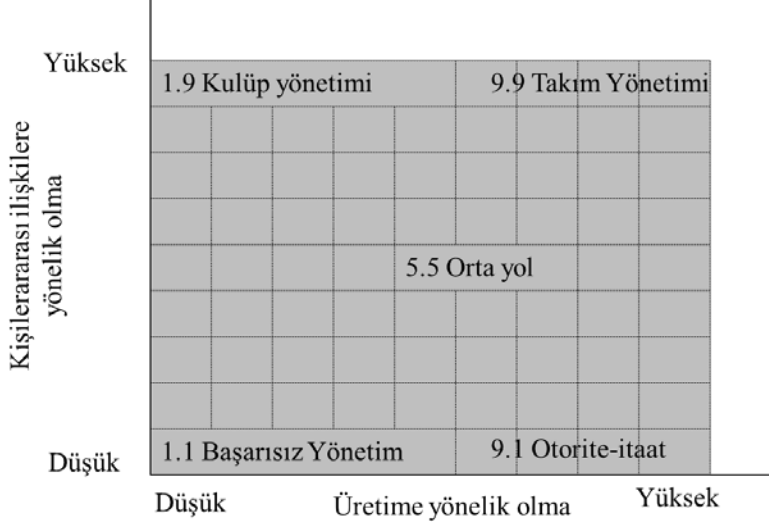 Yüksek
1.9 Kulüp yönetimi
9.9 Takım Yönetimi
Kişilerararası ilişkilere
yönelik olma
5.5 Orta yol
1.1 Başarısız Yönetim
9.1 Otorite-itaat
Düşük
Düşük
Üretime yönelik olma
Yüksek